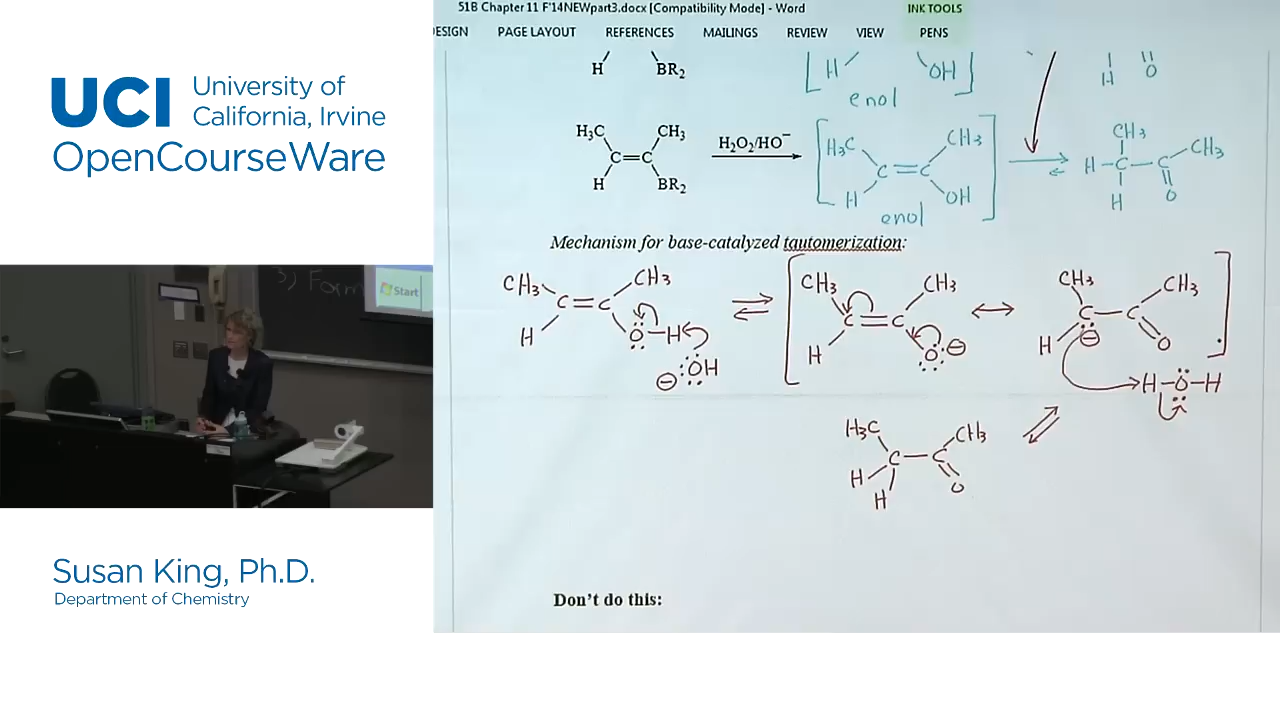 UCI University of
California, Irvine
OpenCourseWare
3) Form
Start
Susan King, Ph.D.
Department of Chemistry
51B Chapter 11 F'14NEWpart3.docx [Compatibility Mode] - Word
INK TOOLS
ESIGN PAGE LAYOUT REFERENCES MAILINGS REVIEW VIEW PENS
H BR2 H OH H O
enol
H3C CH3 H2O2/HO− H3C CH3 CH3
C=C C=C H-C-C CH3
H BR2 H OH H O
enol
Mechanism for base-catalyzed tautomerization:
CH3 CH3 CH3 CH3 CH3 CH3
C=C C=C C-C
H O-H H O ⊖ H ⊖ O
⊖ :OH H-O-H
H3C CH3
C-C
H H O
Don't do this: